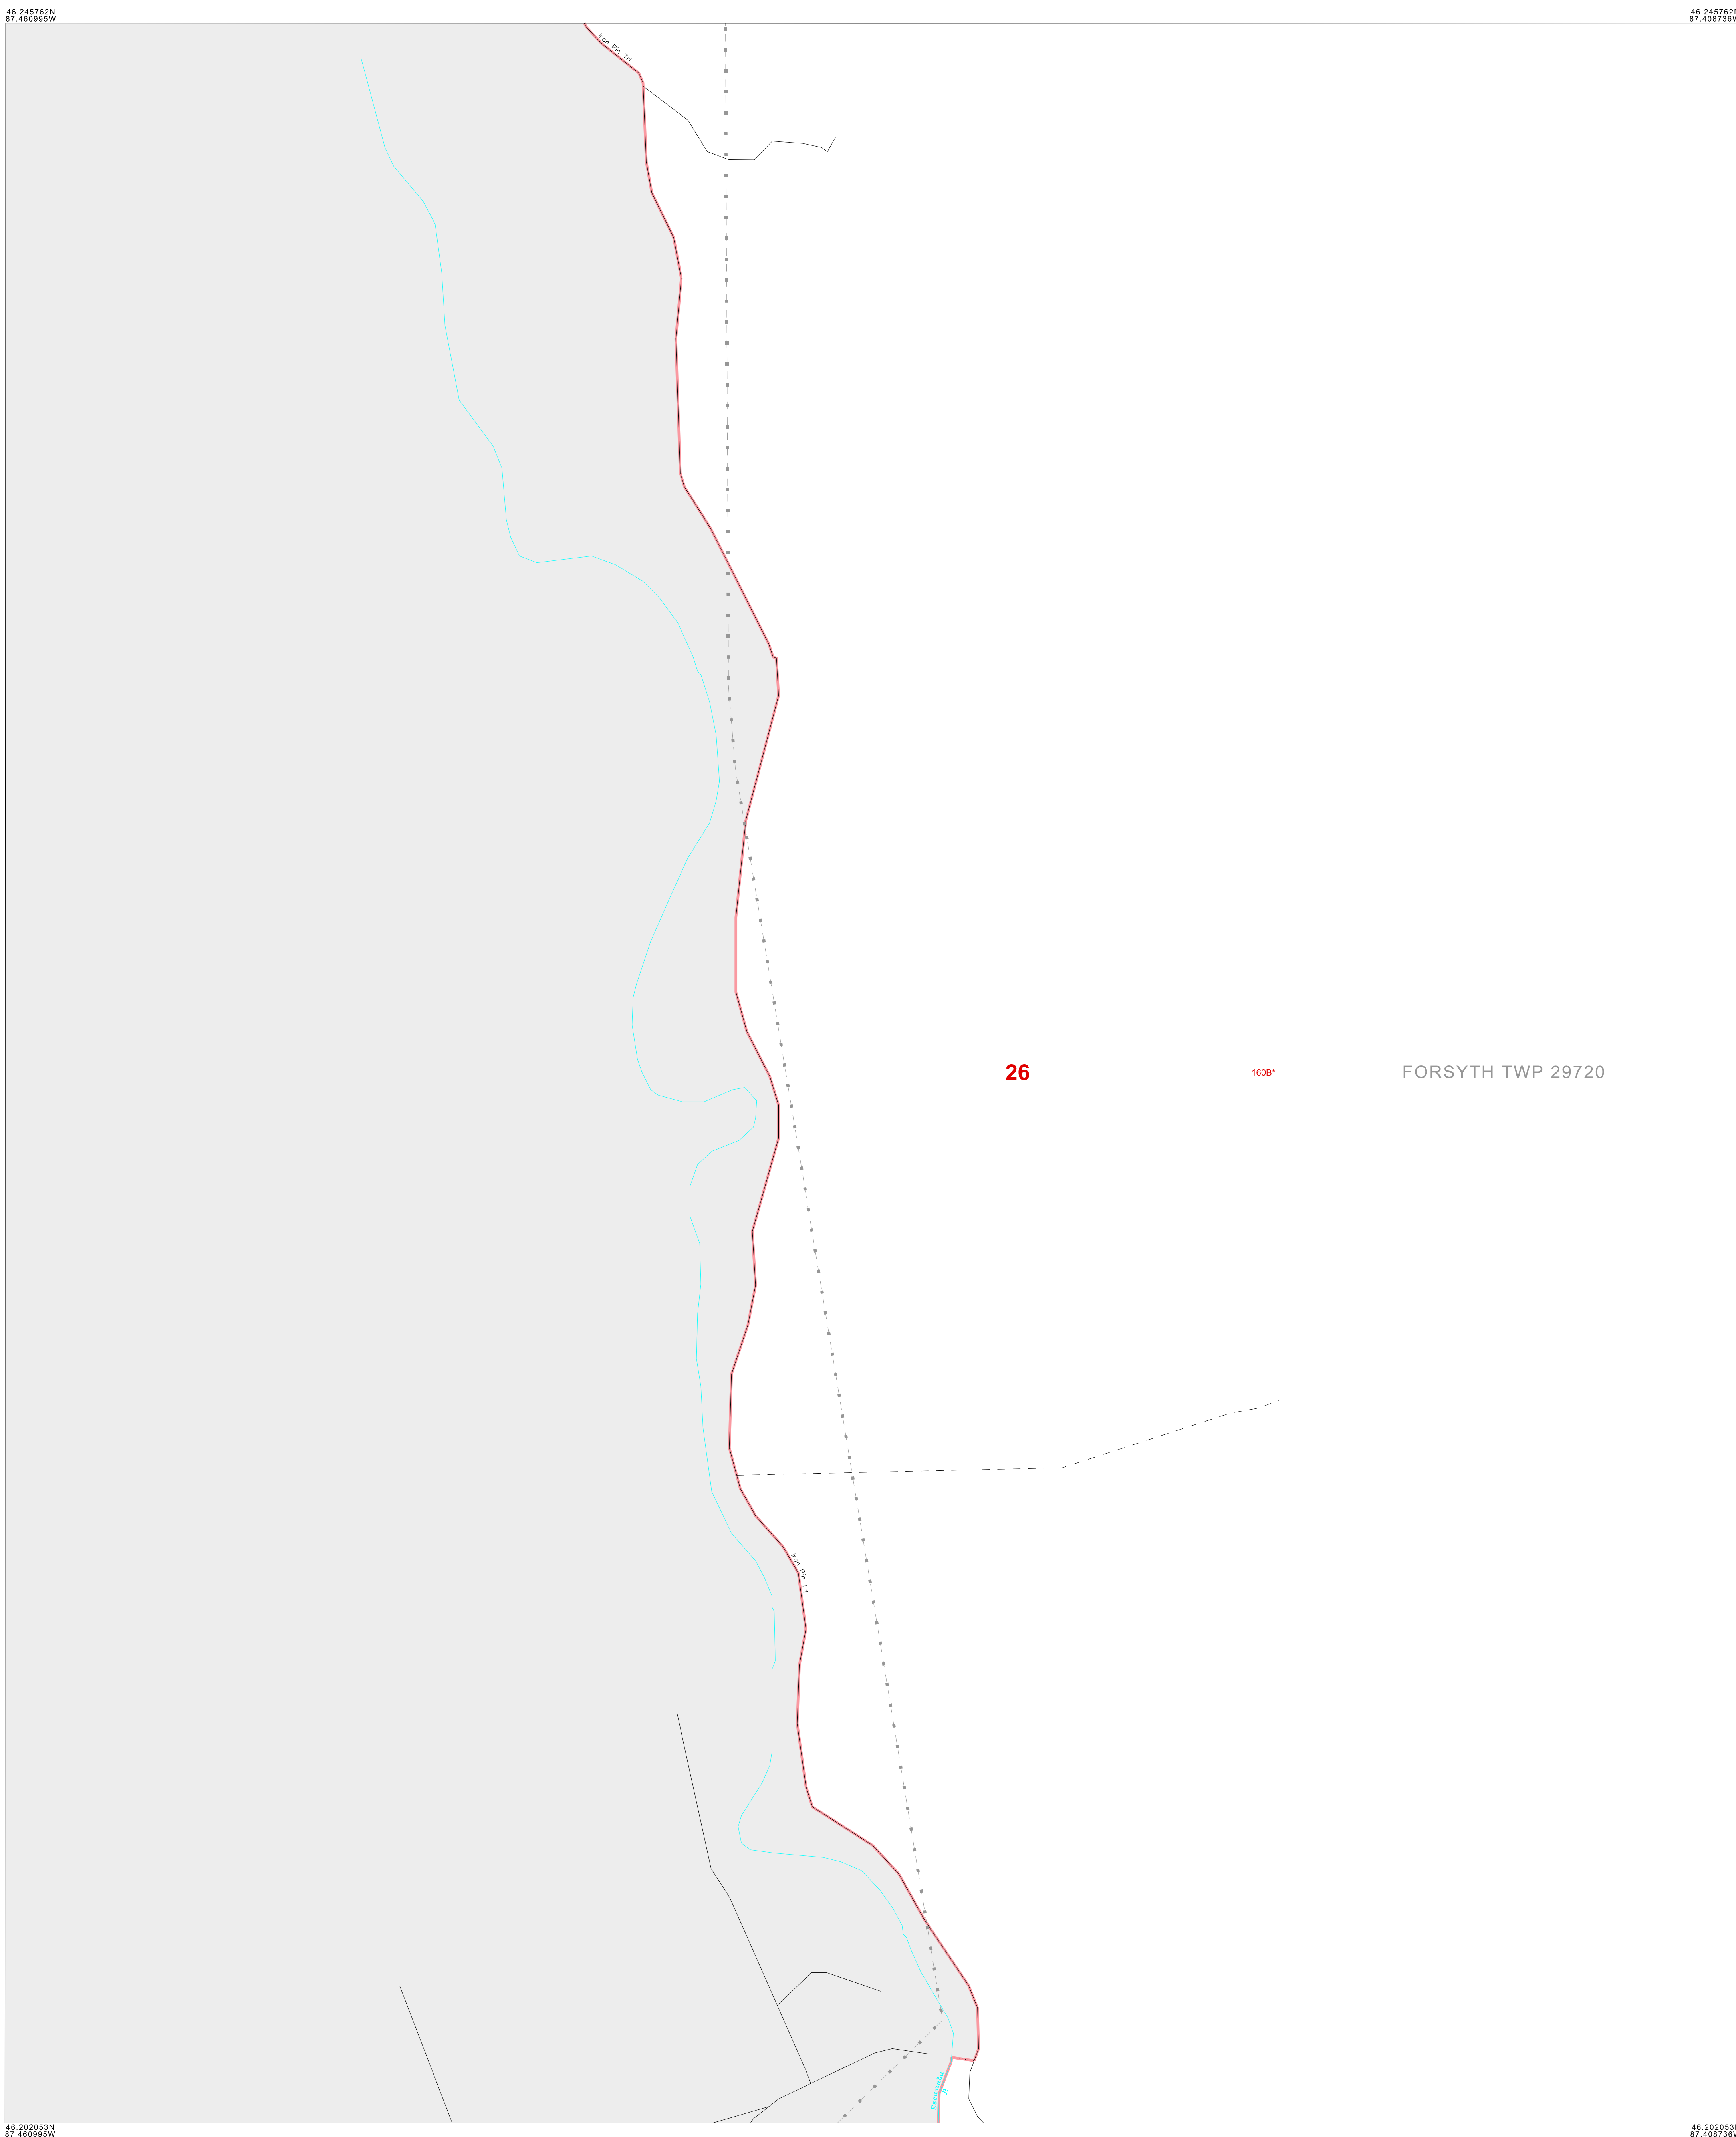 46.245762N
87.460995W
46.245762N
87.408736W
Iron Pin Trl
26
160B*
FORSYTH TWP 29720
Iron Pin Trl
Escanaba
R
46.202053N
87.460995W
46.202053N
87.408736W